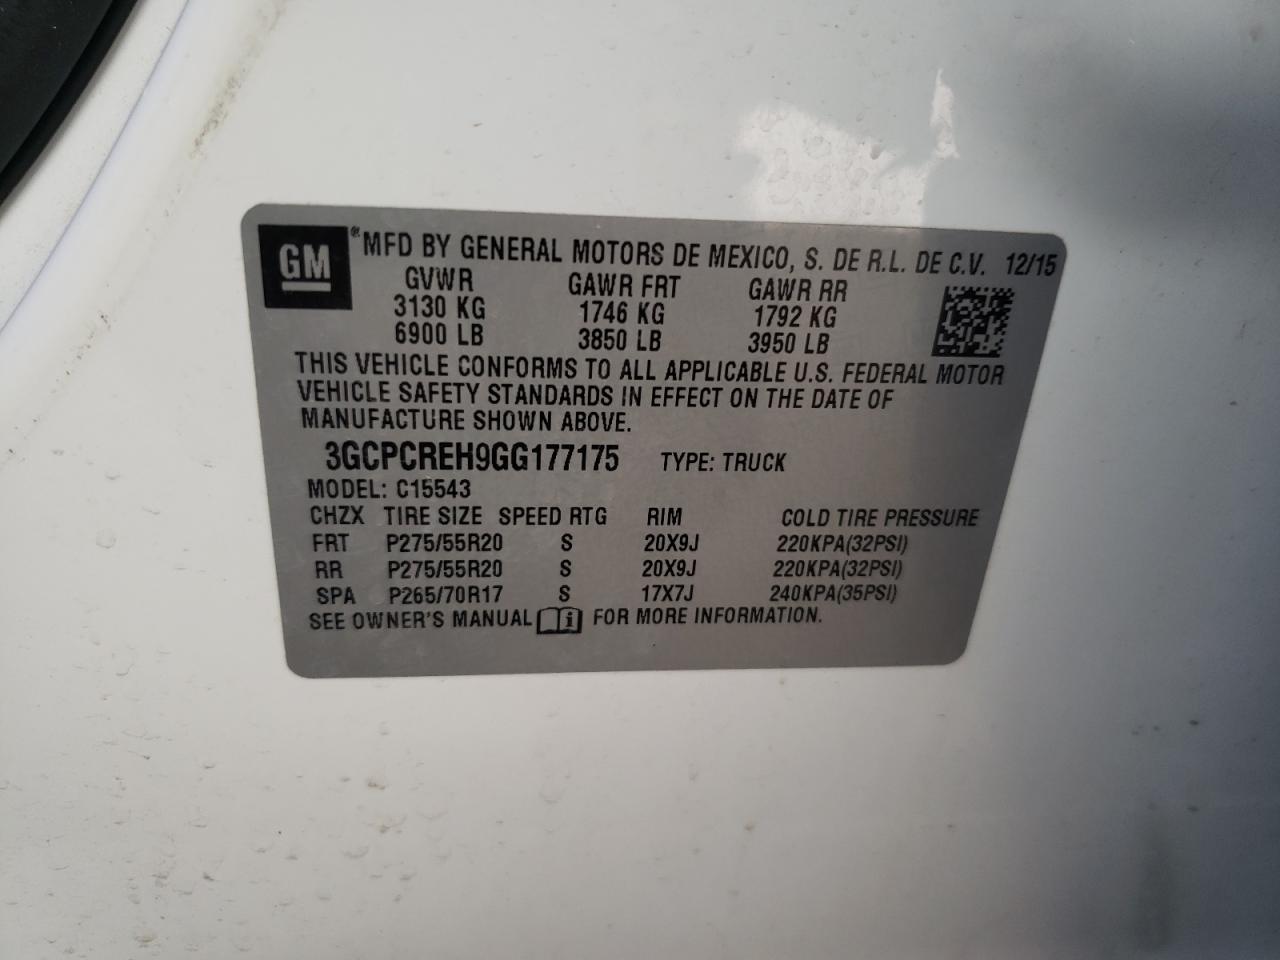 GM ® MFD BY GENERAL MOTORS DE MEXICO, S. DE R.L. DE C.V. 12/15
GVWR GAWR FRT GAWR RR
3130 KG 1746 KG 1792 KG
6900 LB 3850 LB 3950 LB
THIS VEHICLE CONFORMS TO ALL APPLICABLE U.S. FEDERAL MOTOR
VEHICLE SAFETY STANDARDS IN EFFECT ON THE DATE OF
MANUFACTURE SHOWN ABOVE.
3GCPCREH9GG177175 TYPE: TRUCK
MODEL: C15543
CHZX TIRE SIZE SPEED RTG RIM COLD TIRE PRESSURE
FRT P275/55R20 S 20X9J 220KPA(32PSI)
RR P275/55R20 S 20X9J 220KPA(32PSI)
SPA P265/70R17 S 17X7J 240KPA(35PSI)
SEE OWNER'S MANUAL i FOR MORE INFORMATION.